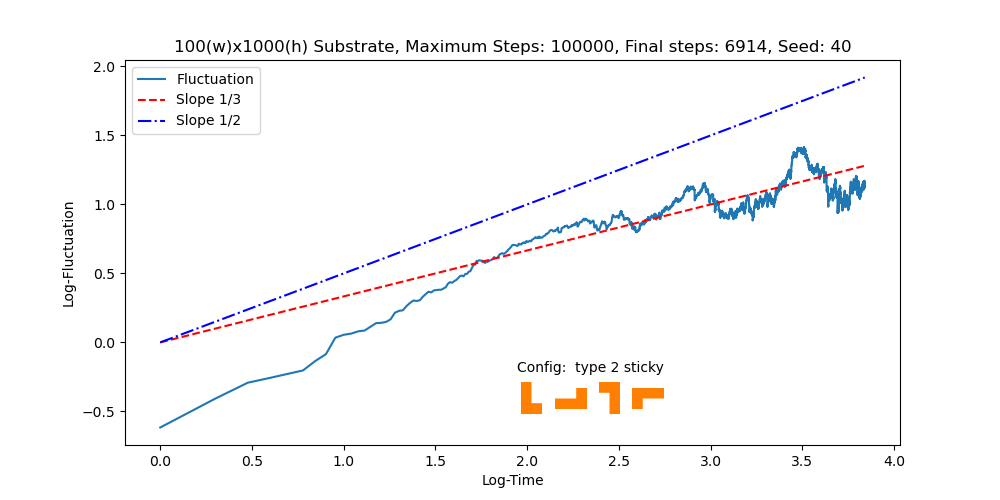 100(w)x1000(h) Substrate, Maximum Steps: 100000, Final steps: 6914, Seed: 40
Fluctuation
Slope 1/3
Slope 1/2
2.0
1.5
1.0
0.5
0.0
−0.5
Log-Fluctuation
Config:  type 2 sticky
0.0 0.5 1.0 1.5 2.0 2.5 3.0 3.5 4.0
Log-Time